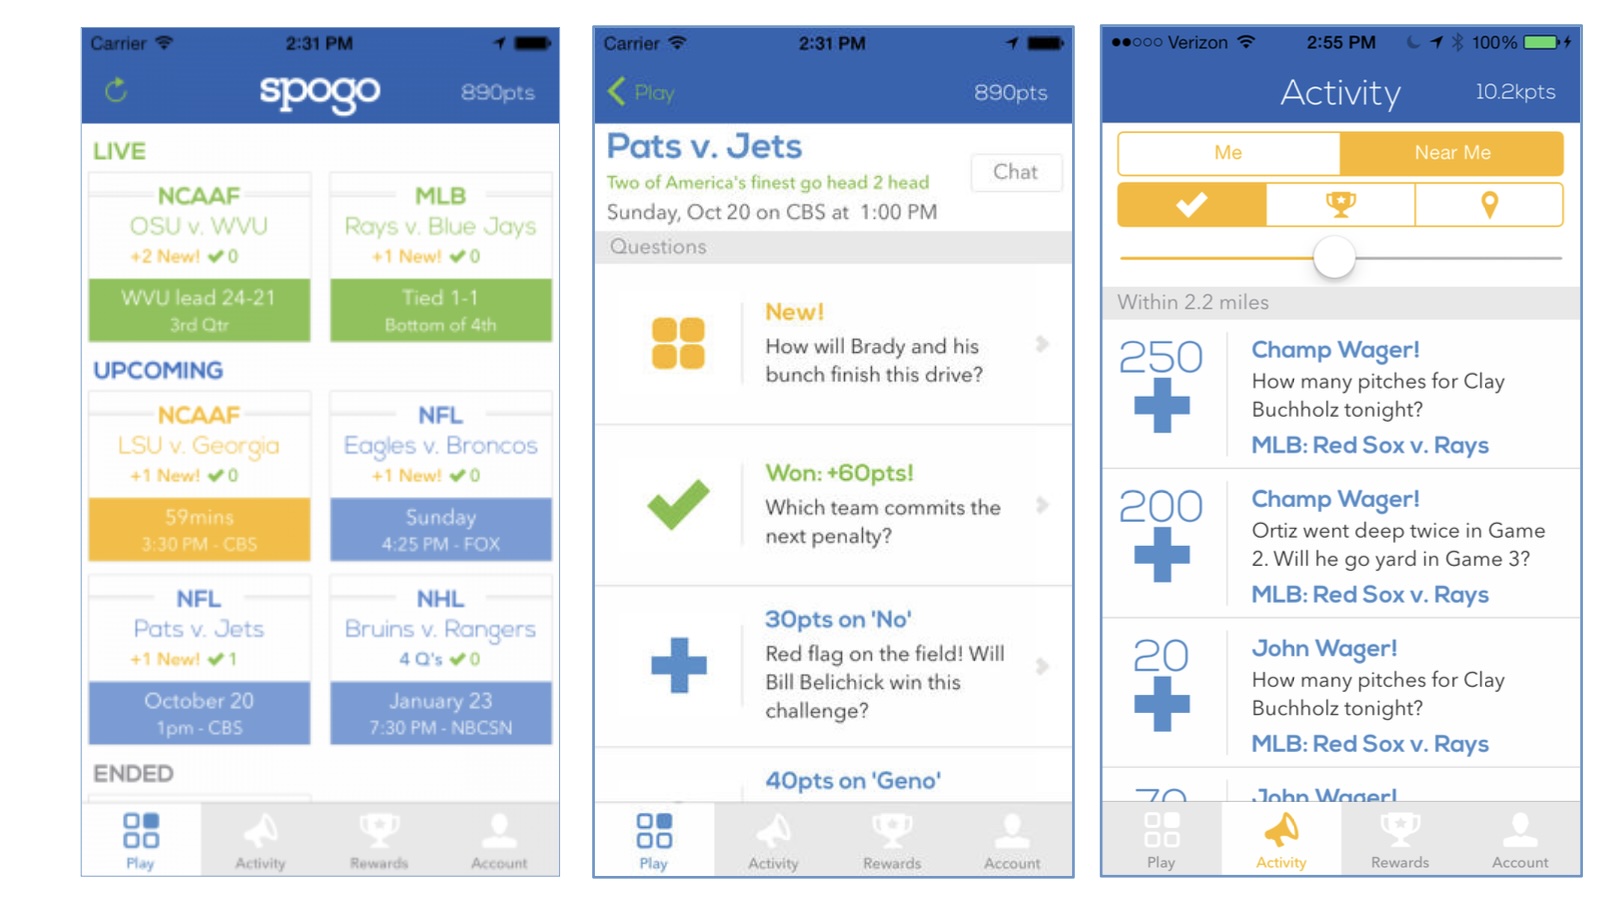 Carrier 2:31 PM
spogo 890pts
LIVE
NCAAF
OSU v. WVU
+2 New! 0
WVU lead 24-21
3rd Qtr
MLB
Rays v. Blue Jays
+1 New! 0
Tied 1-1
Bottom of 4th
UPCOMING
NCAAF
LSU v. Georgia
+1 New! 0
59mins
3:30 PM - CBS
NFL
Eagles v. Broncos
+1 New! 0
Sunday
4:25 PM - FOX
NFL
Pats v. Jets
+1 New! 1
October 20
1pm - CBS
NHL
Bruins v. Rangers
4 Q's 0
January 23
7:30 PM - NBCSN
ENDED
Play Activity Rewards Account
Carrier 2:31 PM
Play 890pts
Pats v. Jets
Chat
Two of America's finest go head 2 head
Sunday, Oct 20 on CBS at 1:00 PM
Questions
New!
How will Brady and his
bunch finish this drive?
Won: +60pts!
Which team commits the
next penalty?
30pts on 'No'
Red flag on the field! Will
Bill Belichick win this
challenge?
40pts on 'Geno'
Play Activity Rewards Account
Verizon 2:55 PM 100%
Activity 10.2kpts
Me Near Me
Within 2.2 miles
250
Champ Wager!
How many pitches for Clay
Buchholz tonight?
MLB: Red Sox v. Rays
200
Champ Wager!
Ortiz went deep twice in Game
2. Will he go yard in Game 3?
MLB: Red Sox v. Rays
20
John Wager!
How many pitches for Clay
Buchholz tonight?
MLB: Red Sox v. Rays
70
John Wager!
Play Activity Rewards Account